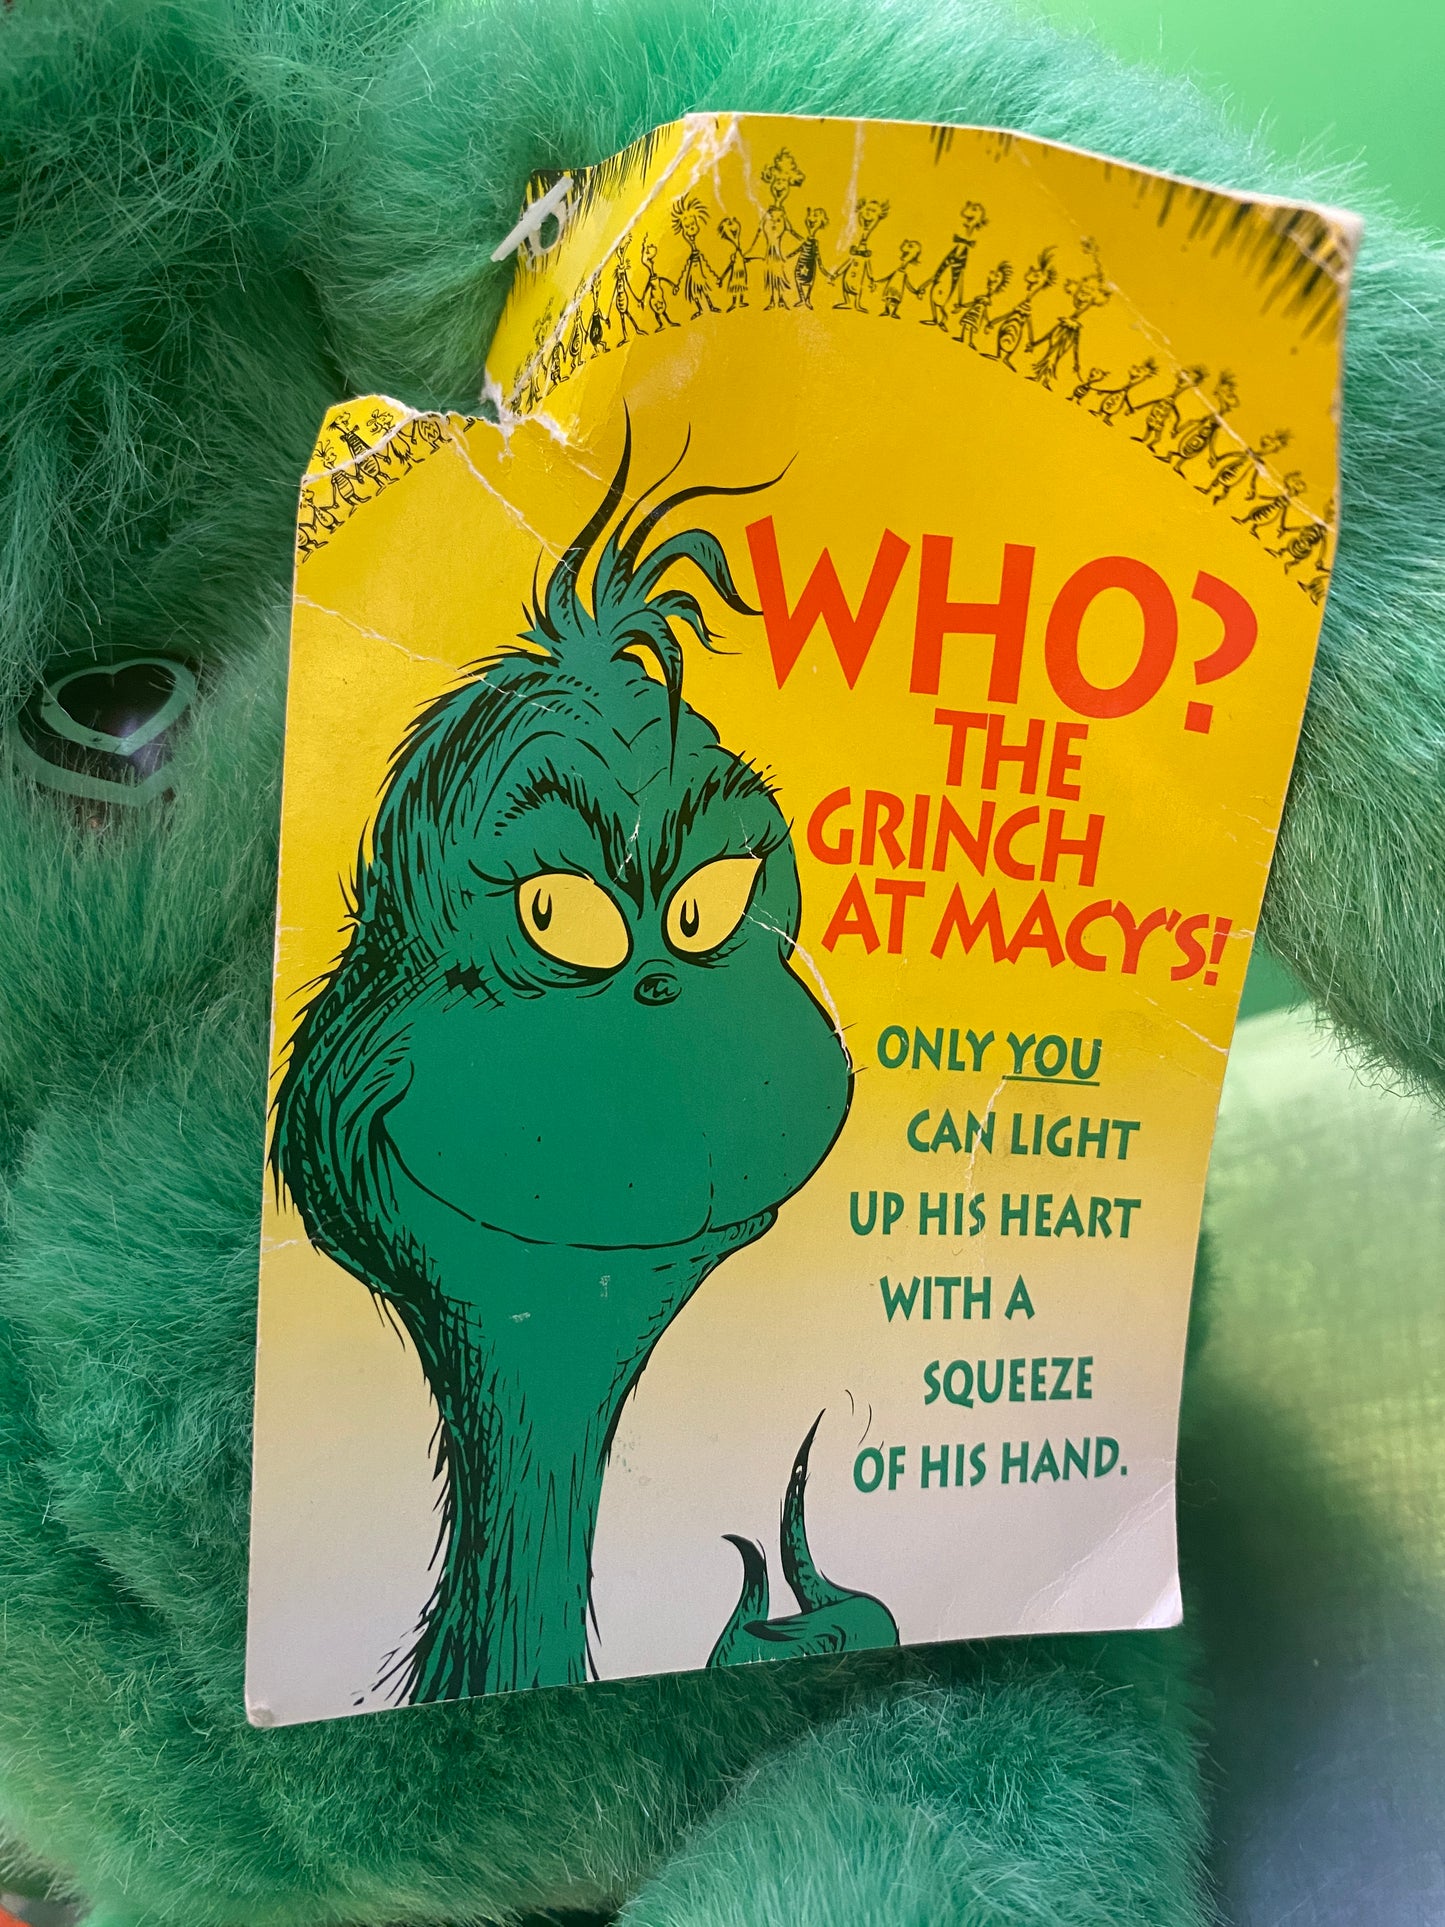 WHO?
THE
GRINCH
AT MACY'S!
ONLY YOU
CAN LIGHT
UP HIS HEART
WITH A
SQUEEZE
OF HIS HAND.